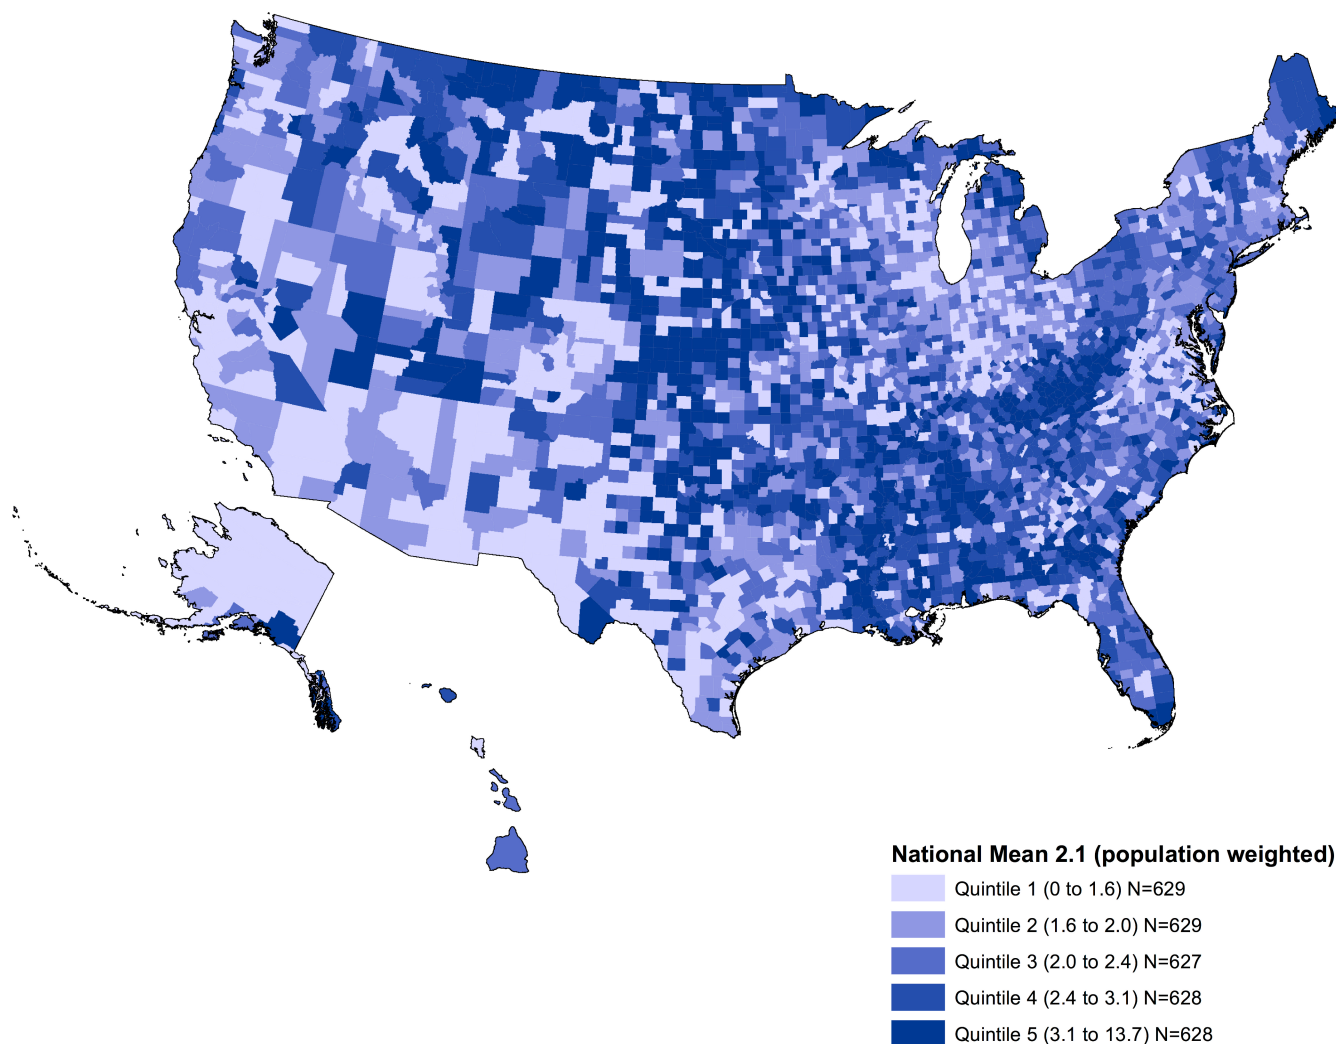 National Mean 2.1 (population weighted)
Quintile 1 (0 to 1.6) N=629
Quintile 2 (1.6 to 2.0) N=629
Quintile 3 (2.0 to 2.4) N=627
Quintile 4 (2.4 to 3.1) N=628
Quintile 5 (3.1 to 13.7) N=628